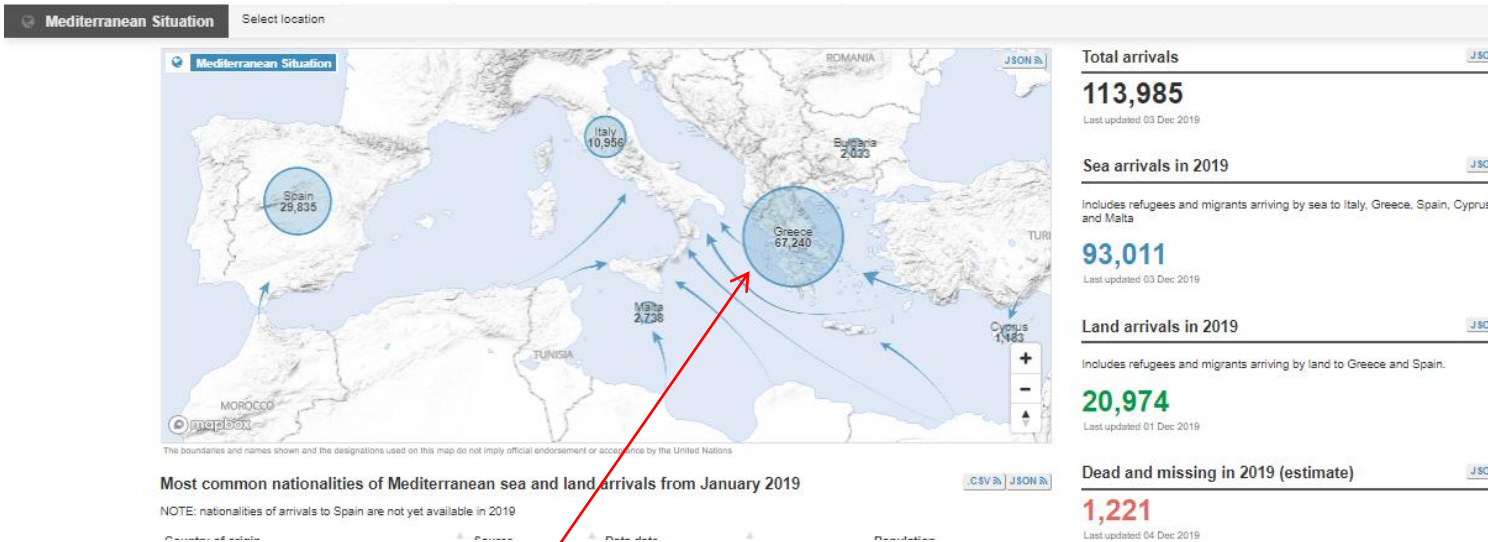 Mediterranean Situation
Select location
Mediterranean Situation
JSON
ROMANIA
Italy
10,956
Bulgaria
2,033
Spain
29,835
Greece
67,240
Malta
2,738
Cyprus
1,183
TUNISIA
MOROCCO
+
−
mapbox
The boundaries and names shown and the designations used on this map do not imply official endorsement or acceptance by the United Nations
Most common nationalities of Mediterranean sea and land arrivals from January 2019
.CSV JSON
NOTE: nationalities of arrivals to Spain are not yet available in 2019
Country of origin Source Data date Population
Total arrivals
113,985
Last updated 03 Dec 2019
Sea arrivals in 2019
Includes refugees and migrants arriving by sea to Italy, Greece, Spain, Cyprus
and Malta
93,011
Last updated 03 Dec 2019
Land arrivals in 2019
Includes refugees and migrants arriving by land to Greece and Spain.
20,974
Last updated 01 Dec 2019
Dead and missing in 2019 (estimate)
1,221
Last updated 04 Dec 2019